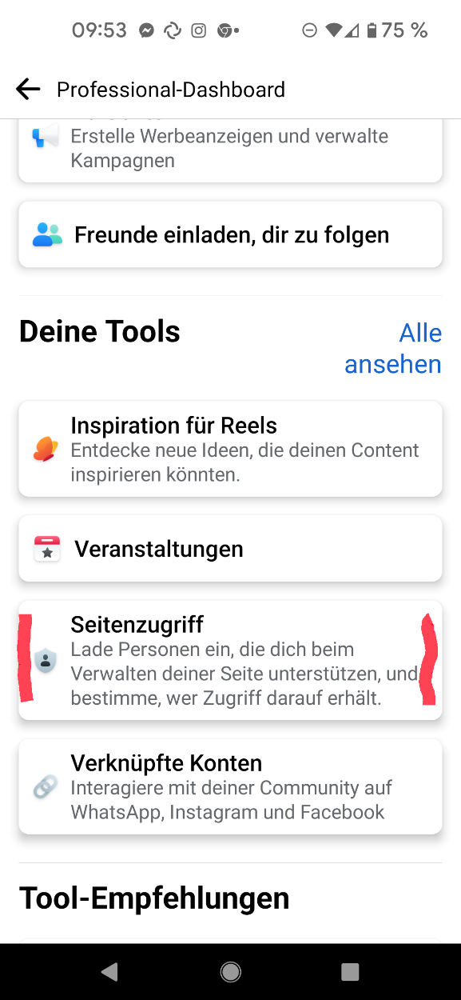 09:53
75 %
Professional-Dashboard
Erstelle Werbeanzeigen und verwalte
Kampagnen
Freunde einladen, dir zu folgen
Deine Tools
Alle
ansehen
Inspiration für Reels
Entdecke neue Ideen, die deinen Content
inspirieren könnten.
Veranstaltungen
Seitenzugriff
Lade Personen ein, die dich beim
Verwalten deiner Seite unterstützen, und
bestimme, wer Zugriff darauf erhält.
Verknüpfte Konten
Interagiere mit deiner Community auf
WhatsApp, Instagram und Facebook
Tool-Empfehlungen